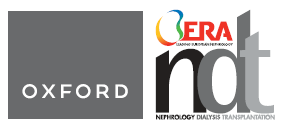 OXFORD
ERA
LEADING EUROPEAN NEPHROLOGY
ndt
NEPHROLOGY DIALYSIS TRANSPLANTATION